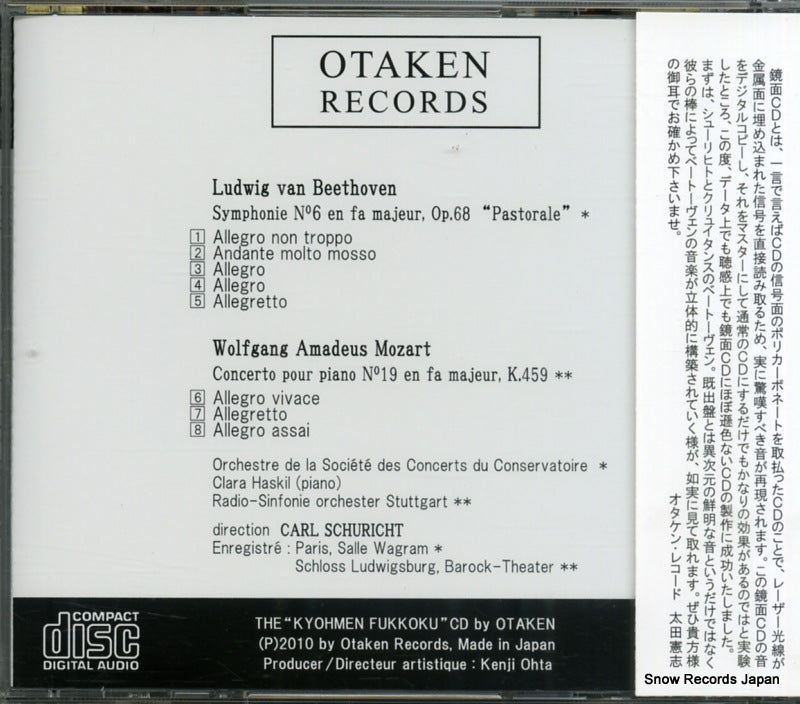 OTAKEN
RECORDS
Ludwig van Beethoven
Symphonie Nº6 en fa majeur, Op.68 “Pastorale” *
1 Allegro non troppo
2 Andante molto mosso
3 Allegro
4 Allegro
5 Allegretto
Wolfgang Amadeus Mozart
Concerto pour piano Nº19 en fa majeur, K.459 **
6 Allegro vivace
7 Allegretto
8 Allegro assai
Orchestre de la Société des Concerts du Conservatoire *
Clara Haskil (piano)
Radio-Sinfonie orchester Stuttgart **
direction CARL SCHURICHT
Enregistré : Paris, Salle Wagram *
Schloss Ludwigsburg, Barock-Theater **
COMPACT
disc
DIGITAL AUDIO
THE “KYOHMEN FUKKOKU” CD by OTAKEN
(P)2010 by Otaken Records, Made in Japan
Producer/Directeur artistique : Kenji Ohta
鏡面CDとは、一言で言えばCDの信号面のポリカーボネートを取払ったCDのことで、レーザー光線が
金属面に埋め込まれた信号を直接読み取るため、実に驚嘆すべき音が再現されます。この鏡面CDの音
をデジタルコピーし、それをマスターにして通常のCDにするだけでもかなりの効果があるのではと実験
したところ、この度、データ上でも聴感上でも鏡面CDにほぼ遜色ないCDの製作に成功いたしました。
まずは、シューリヒトとクリュイタンスのベートーヴェン。既出盤とは異次元の鮮明な音というだけではなく
彼らの棒によってベートーヴェンの音楽が立体的に構築されていく様が、如実に見て取れます。ぜひ貴方様
の御耳でお確かめ下さいませ。
オタケン・レコード 太田憲志
Snow Records Japan